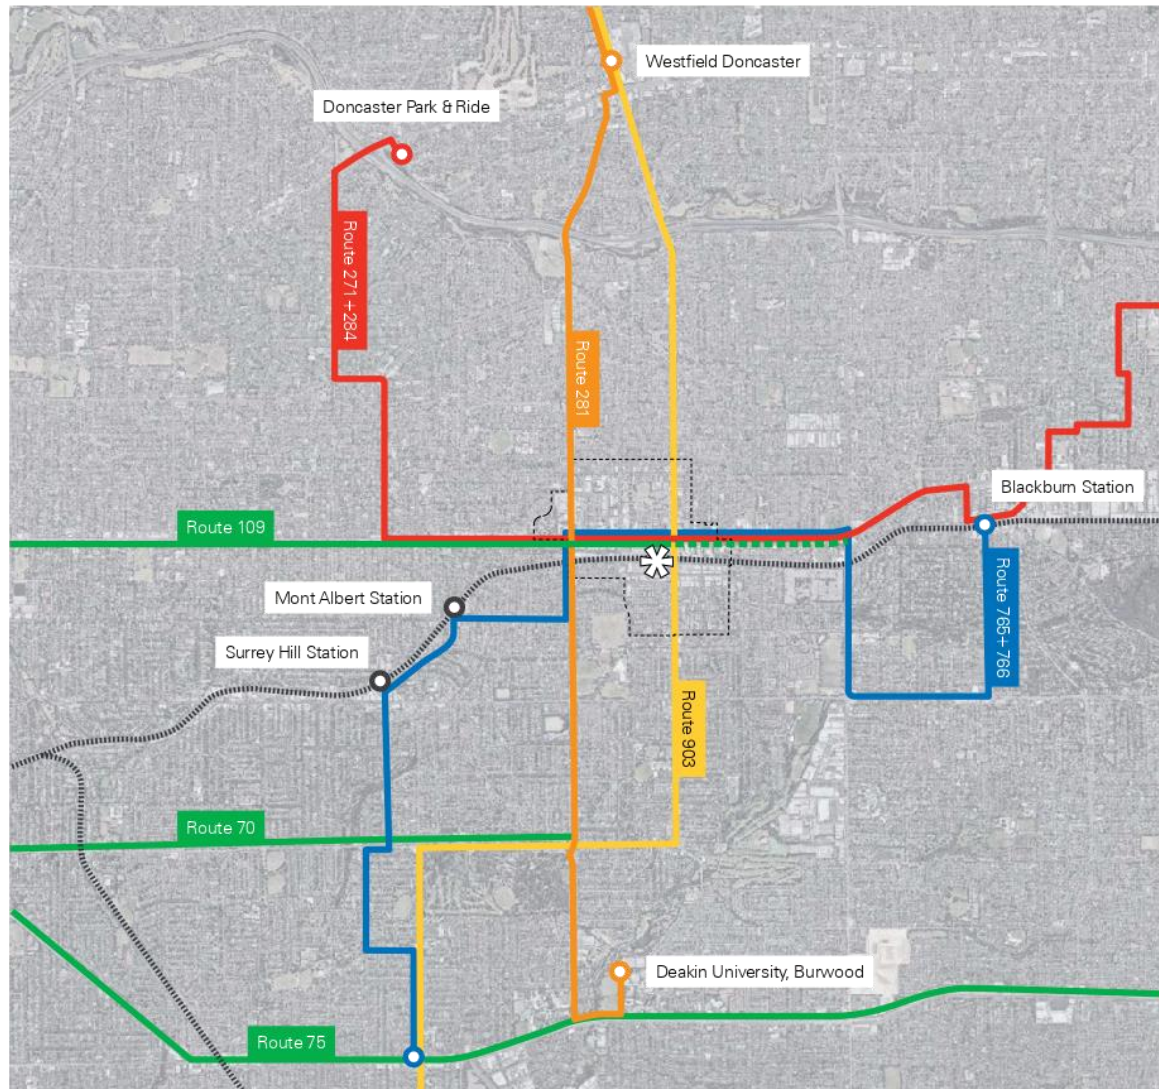 Westfield Doncaster
Doncaster Park & Ride
Route 271+284
Route 281
Blackburn Station
Route 109
Mont Albert Station
Route 765+ 766
Surrey Hill Station
Route 903
Route 70
Deakin University, Burwood
Route 75